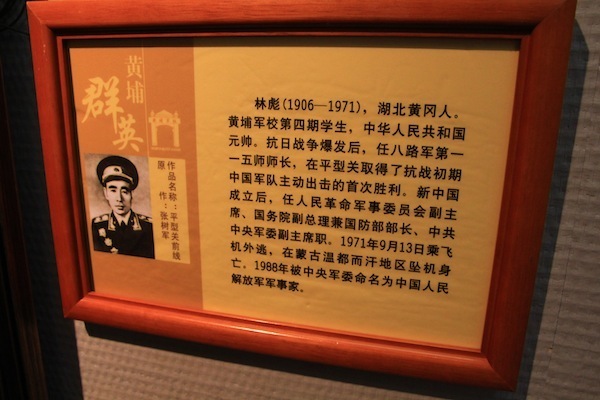 黄埔
群英
作品名称：平型关前线
原　　作：张树军
林彪(1906—1971)，湖北黄冈人。
黄埔军校第四期学生，中华人民共和国
元帅。抗日战争爆发后，任八路军第一
一五师师长，在平型关取得了抗战初期
中国军队主动出击的首次胜利。新中国
成立后，任人民革命军事委员会副主
席、国务院副总理兼国防部部长、中共
中央军委副主席职。1971年9月13日乘飞
机外逃，在蒙古温都而汗地区坠机身
亡。1988年被中央军委命名为中国人民
解放军军事家。